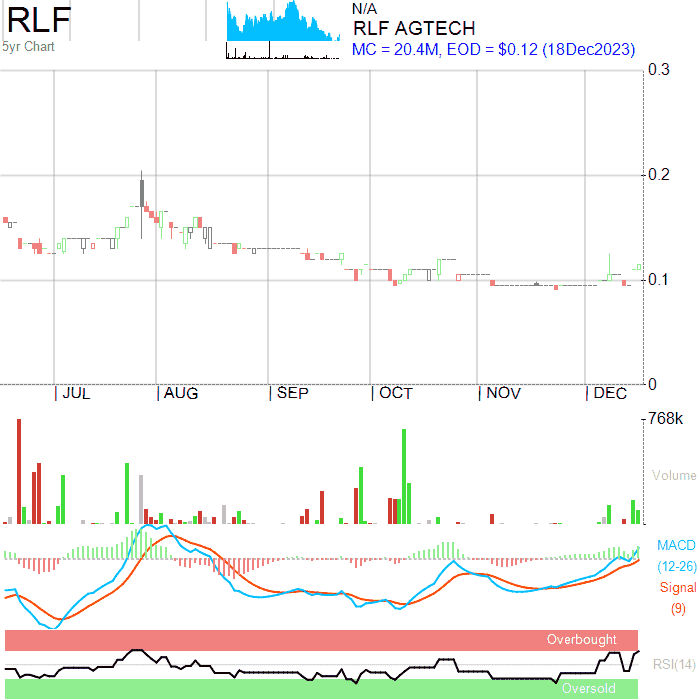 RLF
5yr Chart
N/A
RLF AGTECH
MC = 20.4M, EOD = $0.12 (18Dec2023)
0.3
0.2
0.1
0
JUL AUG SEP OCT NOV DEC
768k
Volume
MACD
(12-26)
Signal
(9)
Overbought
RSI(14)
Oversold